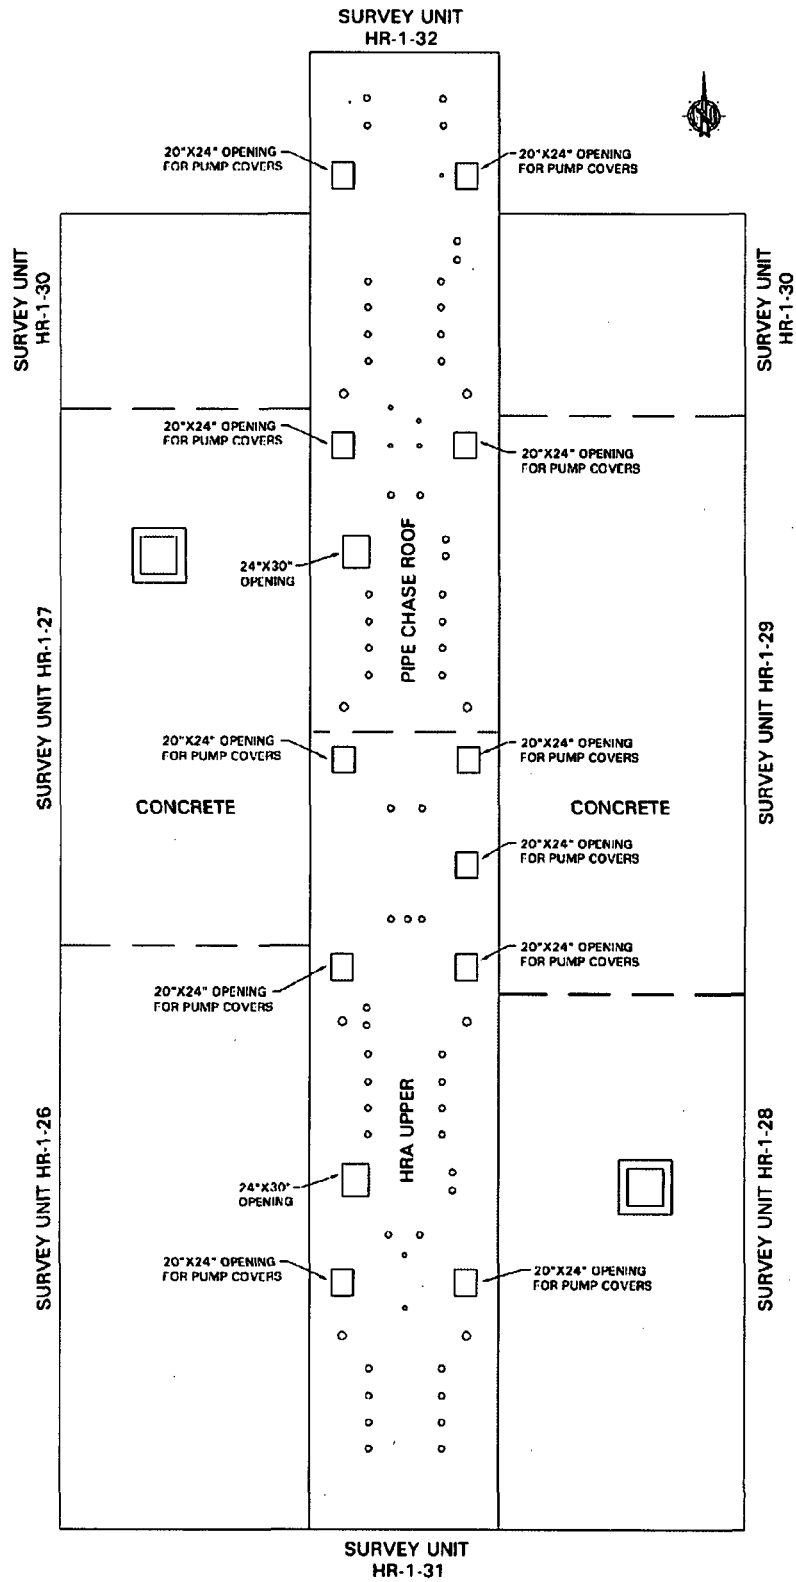 SURVEY UNIT
HR-1-32
N
20"X24" OPENING
FOR PUMP COVERS
20"X24" OPENING
FOR PUMP COVERS
SURVEY UNIT
HR-1-30
SURVEY UNIT
HR-1-30
20"X24" OPENING
FOR PUMP COVERS
20"X24" OPENING
FOR PUMP COVERS
24"X30"
OPENING
PIPE CHASE ROOF
SURVEY UNIT HR-1-27
SURVEY UNIT HR-1-29
20"X24" OPENING
FOR PUMP COVERS
20"X24" OPENING
FOR PUMP COVERS
CONCRETE
CONCRETE
20"X24" OPENING
FOR PUMP COVERS
20"X24" OPENING
FOR PUMP COVERS
20"X24" OPENING
FOR PUMP COVERS
HRA UPPER
SURVEY UNIT HR-1-26
SURVEY UNIT HR-1-28
24"X30"
OPENING
20"X24" OPENING
FOR PUMP COVERS
20"X24" OPENING
FOR PUMP COVERS
SURVEY UNIT
HR-1-31